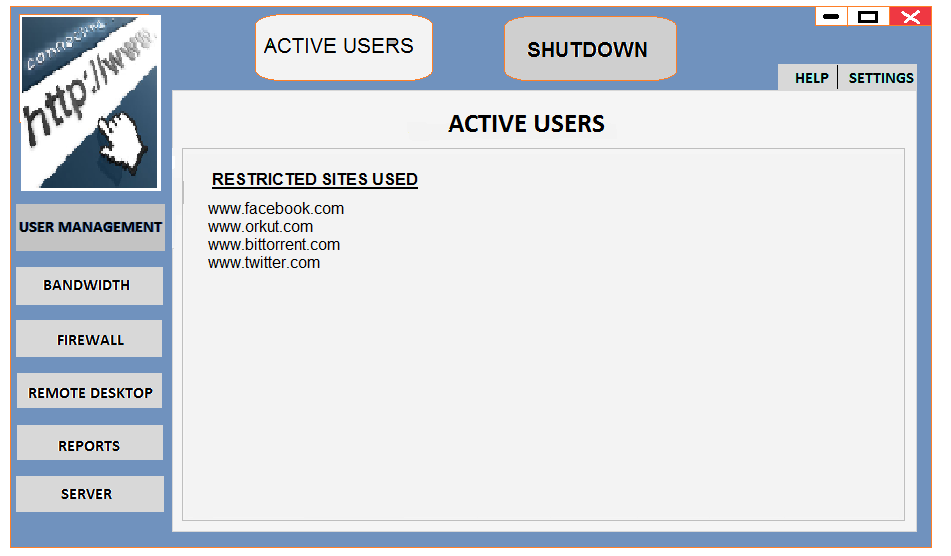 connecting
http://www.
ACTIVE USERS
SHUTDOWN
HELP
SETTINGS
ACTIVE USERS
RESTRICTED SITES USED
www.facebook.com
www.orkut.com
www.bittorrent.com
www.twitter.com
USER MANAGEMENT
BANDWIDTH
FIREWALL
REMOTE DESKTOP
REPORTS
SERVER